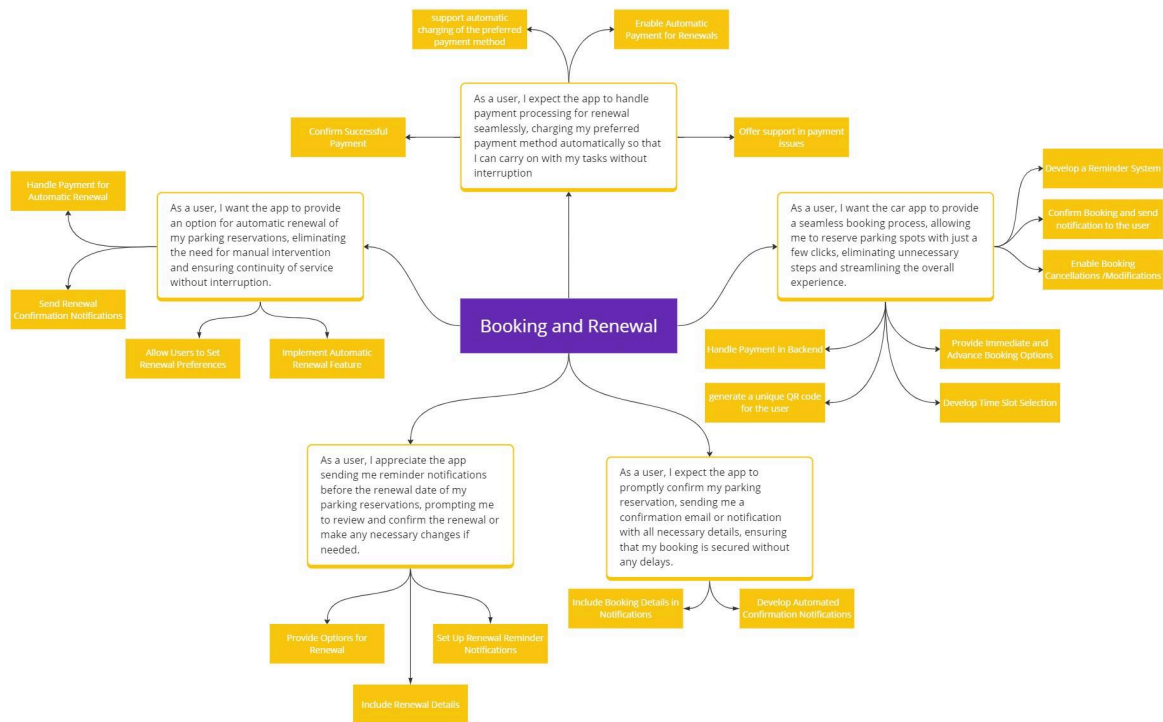 support automatic
charging of the preferred
payment method
Enable Automatic
Payment for Renewals
As a user, I expect the app to handle
payment processing for renewal
seamlessly, charging my preferred
payment method automatically so that
I can carry on with my tasks without
interruption
Confirm Successful
Payment
Offer support in payment
issues
Handle Payment for
Automatic Renewal
As a user, I want the app to provide
an option for automatic renewal of
my parking reservations, eliminating
the need for manual intervention
and ensuring continuity of service
without interruption.
Send Renewal
Confirmation Notifications
Allow Users to Set
Renewal Preferences
Implement Automatic
Renewal Feature
Booking and Renewal
As a user, I want the car app to provide
a seamless booking process, allowing
me to reserve parking spots with just a
few clicks, eliminating unnecessary
steps and streamlining the overall
experience.
Develop a Reminder System
Confirm Booking and send
notification to the user
Enable Booking
Cancellations /Modifications
Handle Payment in Backend
Provide Immediate and
Advance Booking Options
generate a unique QR code
for the user
Develop Time Slot Selection
As a user, I appreciate the app
sending me reminder notifications
before the renewal date of my
parking reservations, prompting me
to review and confirm the renewal or
make any necessary changes if
needed.
Provide Options for
Renewal
Set Up Renewal Reminder
Notifications
Include Renewal Details
As a user, I expect the app to
promptly confirm my parking
reservation, sending me a
confirmation email or notification
with all necessary details, ensuring
that my booking is secured without
any delays.
Include Booking Details in
Notifications
Develop Automated
Confirmation Notifications